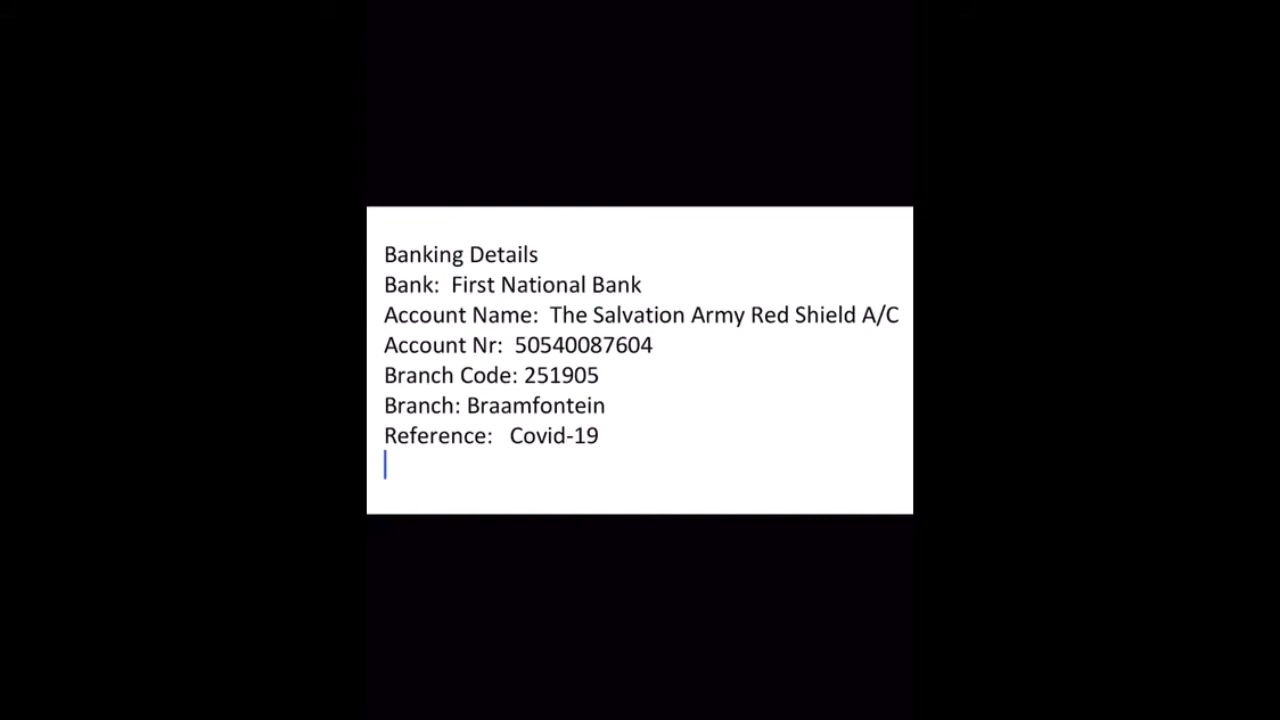 Banking Details
Bank:  First National Bank
Account Name:  The Salvation Army Red Shield A/C
Account Nr:  50540087604
Branch Code: 251905
Branch: Braamfontein
Reference:   Covid-19